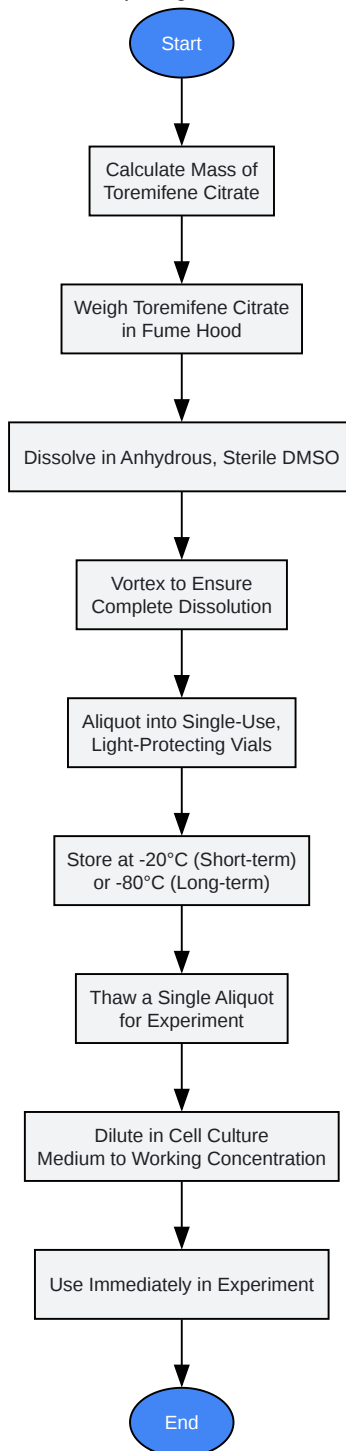 Start
Calculate Mass of
Toremifene Citrate
Weigh Toremifene Citrate
in Fume Hood
Dissolve in Anhydrous, Sterile DMSO
Vortex to Ensure
Complete Dissolution
Aliquot into Single-Use,
Light-Protecting Vials
Store at -20°C (Short-term)
or -80°C (Long-term)
Thaw a Single Aliquot
for Experiment
Dilute in Cell Culture
Medium to Working Concentration
Use Immediately in Experiment
End